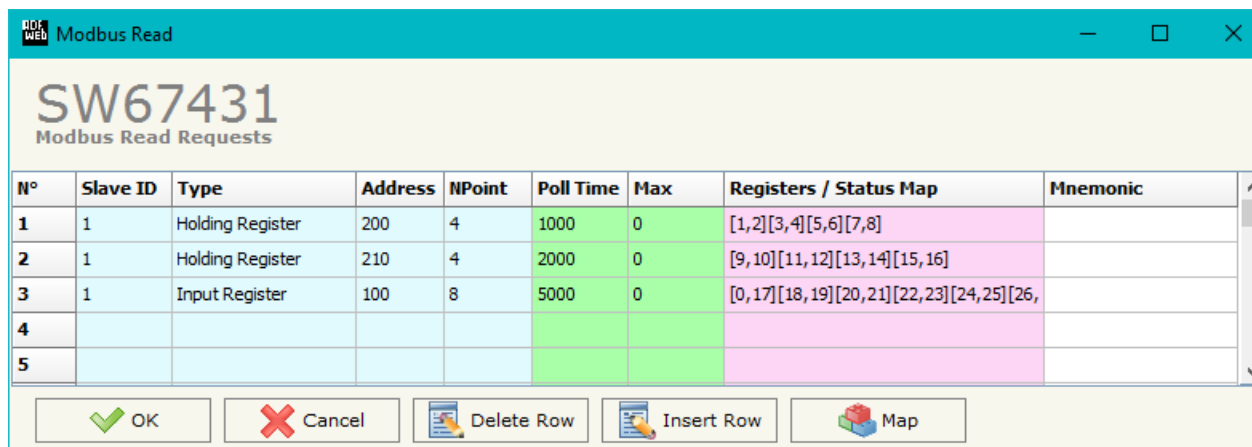 ADF WEB Modbus Read
SW67431
Modbus Read Requests
N° Slave ID Type Address NPoint Poll Time Max Registers / Status Map Mnemonic
1 1 Holding Register 200 4 1000 0 [1,2][3,4][5,6][7,8]
2 1 Holding Register 210 4 2000 0 [9,10][11,12][13,14][15,16]
3 1 Input Register 100 8 5000 0 [0,17][18,19][20,21][22,23][24,25][26,
4
5
OK Cancel Delete Row Insert Row Map